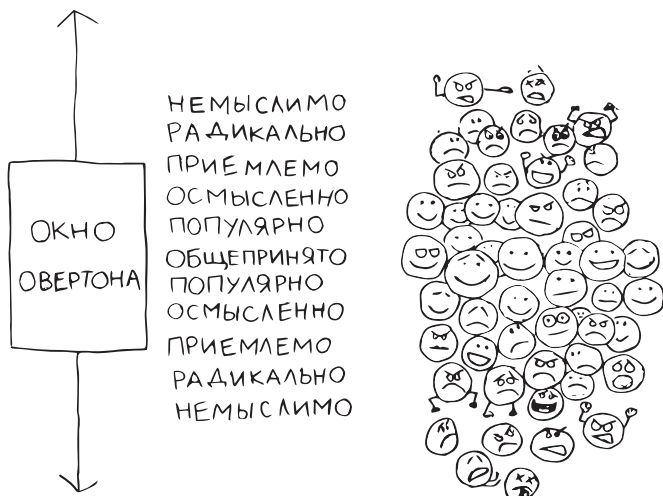 ОКНО
ОВЕРТОНА
НЕМЫСЛИМО
РАДИКАЛЬНО
ПРИЕМЛЕМО
ОСМЫСЛЕННО
ПОПУЛЯРНО
ОБЩЕПРИНЯТО
ПОПУЛЯРНО
ОСМЫСЛЕННО
ПРИЕМЛЕМО
РАДИКАЛЬНО
НЕМЫСЛИМО